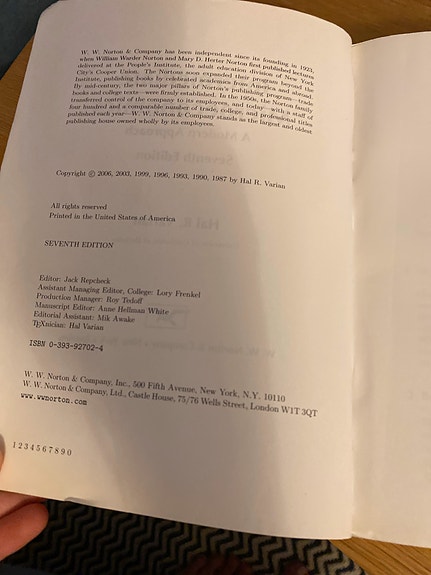 W. W. Norton & Company has been independent since its founding in 1923,
when William Warder Norton and Mary D. Herter Norton first published lectures
delivered at the People's Institute, the adult education division of New York
City's Cooper Union. The Nortons soon expanded their program beyond the
Institute, publishing books by celebrated academics from America and abroad.
By mid-century, the two major pillars of Norton's publishing program—trade
books and college texts—were firmly established. In the 1950s, the Norton family
transferred control of the company to its employees, and today—with a staff of
four hundred and a comparable number of trade, college, and professional titles
published each year—W. W. Norton & Company stands as the largest and oldest
publishing house owned wholly by its employees.
Copyright © 2006, 2003, 1999, 1996, 1993, 1990, 1987 by Hal R. Varian
All rights reserved
Printed in the United States of America
SEVENTH EDITION
Editor: Jack Repcheck
Assistant Managing Editor, College: Lory Frenkel
Production Manager: Roy Tedoff
Manuscript Editor: Anne Hellman White
Editorial Assistant: Mik Awake
TEXnician: Hal Varian
ISBN 0-393-92702-4
W. W. Norton & Company, Inc., 500 Fifth Avenue, New York, N.Y. 10110
W. W. Norton & Company, Ltd., Castle House, 75/76 Wells Street, London W1T 3QT
www.wwnorton.com
1 2 3 4 5 6 7 8 9 0